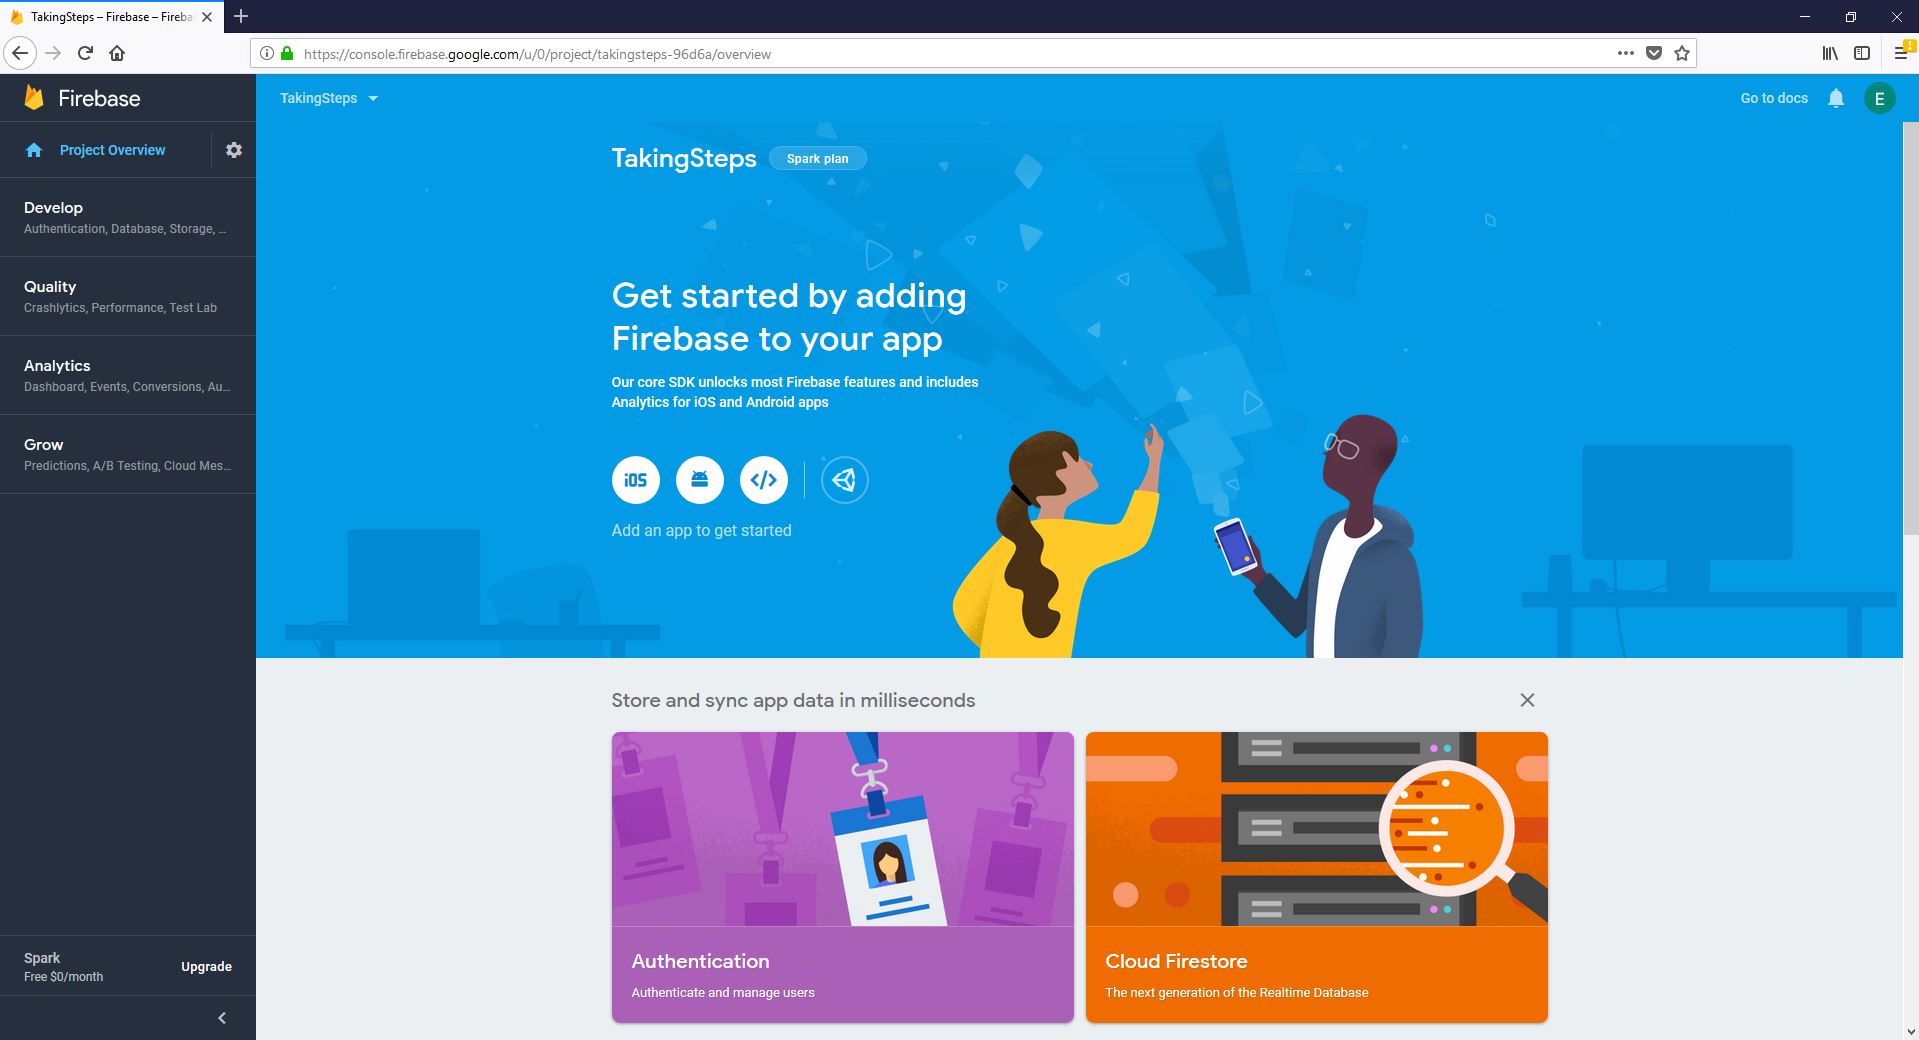 TakingSteps – Firebase – Fireba
https://console.firebase.google.com/u/0/project/takingsteps-96d6a/overview
Firebase
TakingSteps
Go to docs
E
Project Overview
Develop
Authentication, Database, Storage, ...
Quality
Crashlytics, Performance, Test Lab
Analytics
Dashboard, Events, Conversions, Au...
Grow
Predictions, A/B Testing, Cloud Mes...
Spark
Free $0/month
Upgrade
TakingSteps
Spark plan
Get started by adding
Firebase to your app
Our core SDK unlocks most Firebase features and includes
Analytics for iOS and Android apps
iOS
Add an app to get started
Store and sync app data in milliseconds
Authentication
Authenticate and manage users
Cloud Firestore
The next generation of the Realtime Database